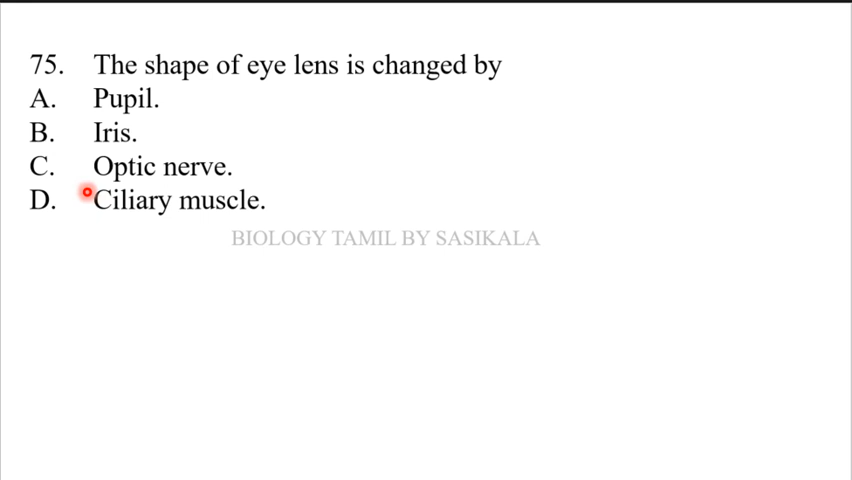 75. The shape of eye lens is changed by
A. Pupil.
B. Iris.
C. Optic nerve.
D. Ciliary muscle.
BIOLOGY TAMIL BY SASIKALA